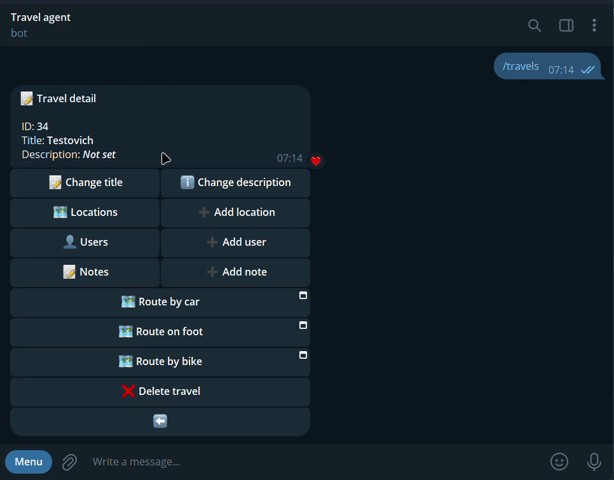 Travel agent
bot
/travels 07:14
Travel detail
ID: 34
Title: Testovich
Description: Not set
07:14
Change title
Change description
Locations
Add location
Users
Add user
Notes
Add note
Route by car
Route on foot
Route by bike
Delete travel
Menu
Write a message...